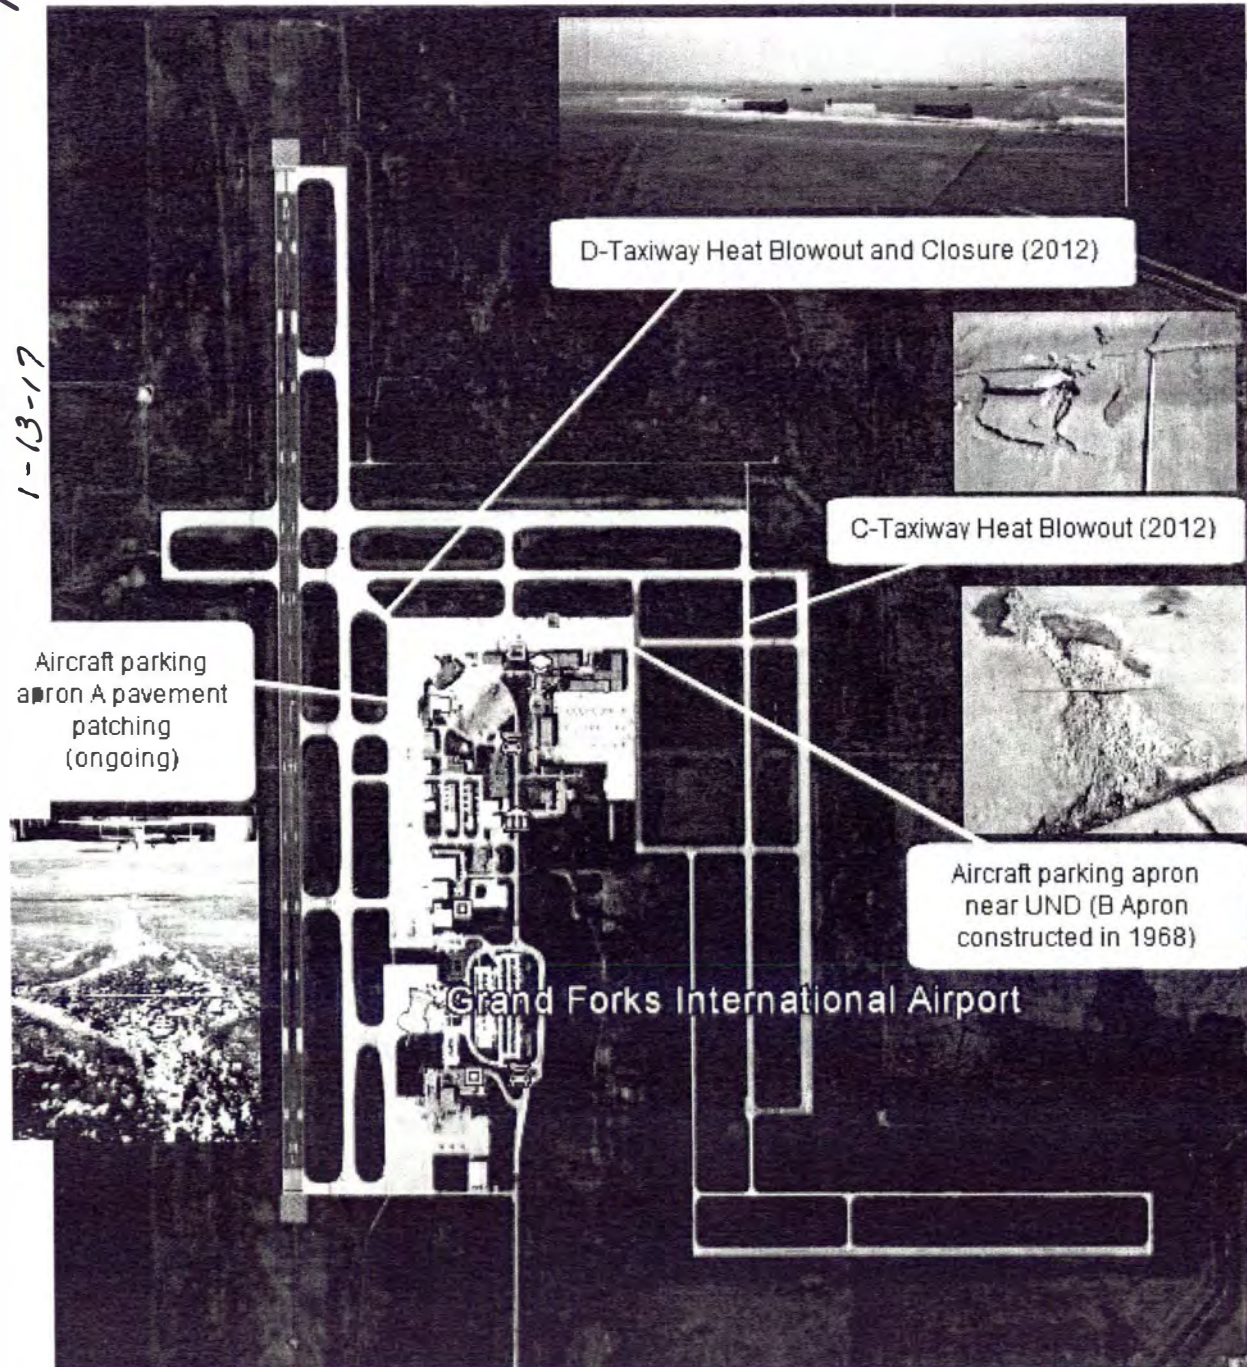 1-13-17
D-Taxiway Heat Blowout and Closure (2012)
C-Taxiway Heat Blowout (2012)
Aircraft parking
apron A pavement
patching
(ongoing)
Aircraft parking apron
near UND (B Apron
constructed in 1968)
Grand Forks International Airport